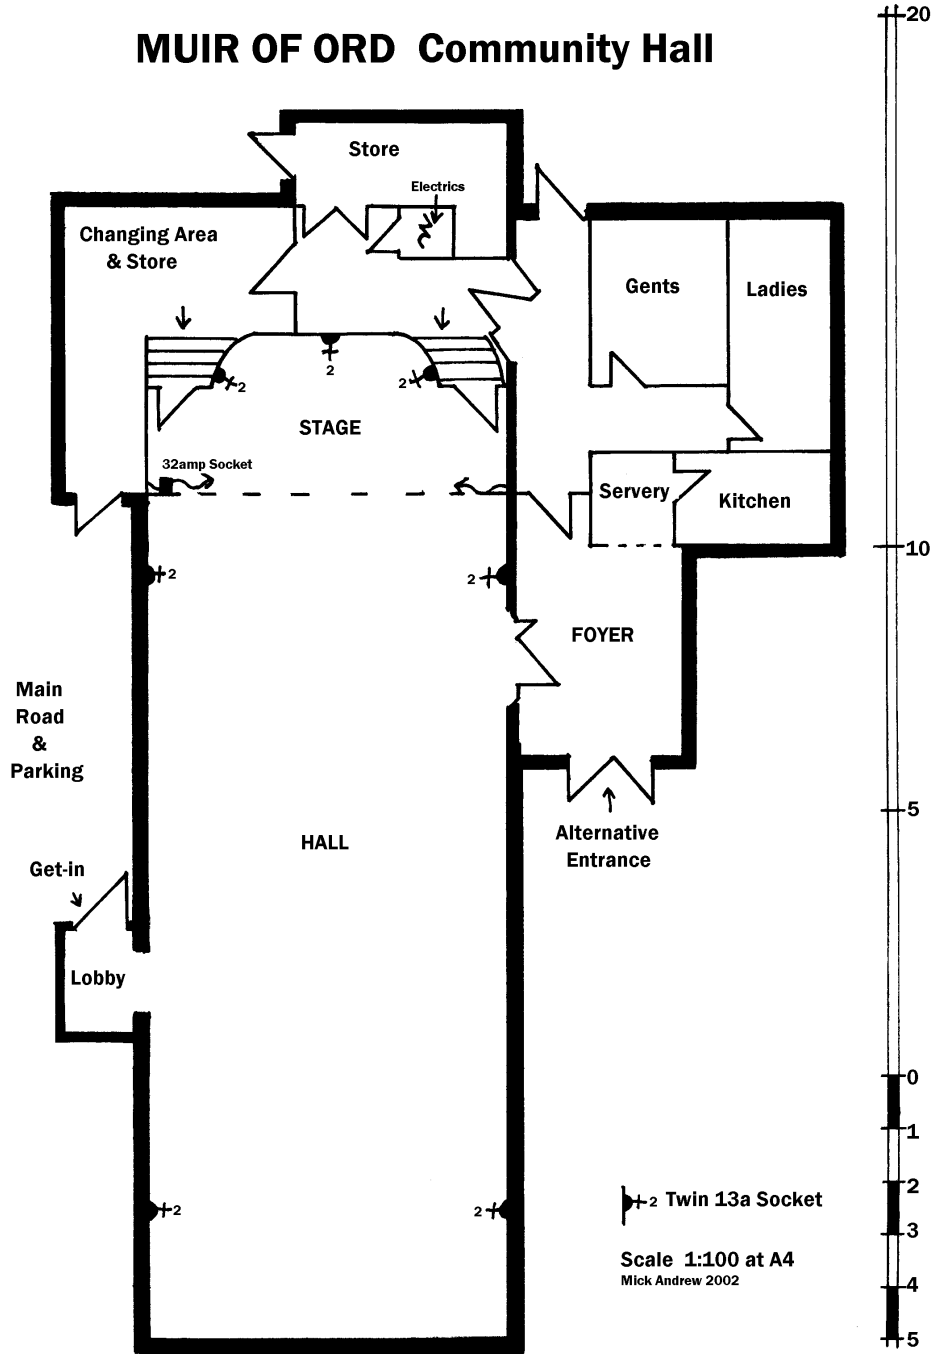 20
MUIR OF ORD Community Hall
Store
Electrics
Changing Area
& Store
Gents
Ladies
2
2
2
STAGE
32amp Socket
Servery
Kitchen
10
2
2
FOYER
Main
Road
&
Parking
5
Alternative
Entrance
HALL
Get-in
Lobby
0
1
2
3
4
5
2
2
2 Twin 13a Socket
Scale 1:100 at A4
Mick Andrew 2002